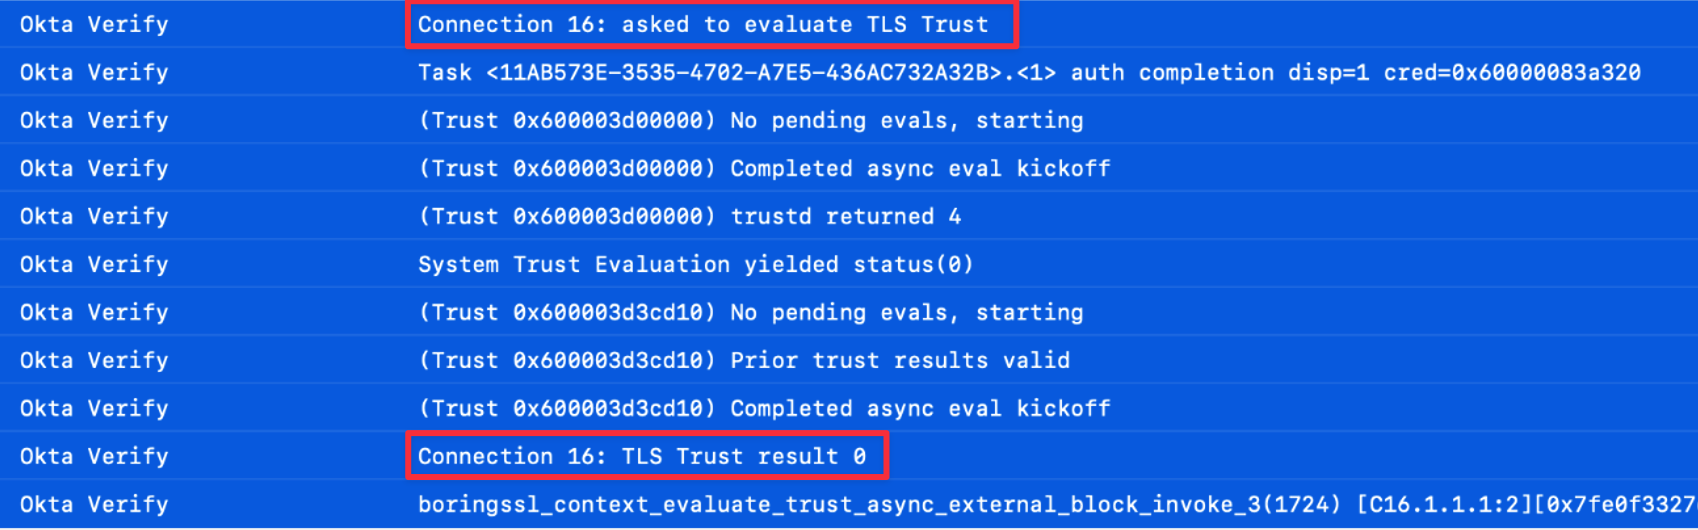 Okta Verify Connection 16: asked to evaluate TLS Trust
Okta Verify Task <11AB573E-3535-4702-A7E5-436AC732A32B>.<1> auth completion disp=1 cred=0x60000083a320
Okta Verify (Trust 0x600003d00000) No pending evals, starting
Okta Verify (Trust 0x600003d00000) Completed async eval kickoff
Okta Verify (Trust 0x600003d00000) trustd returned 4
Okta Verify System Trust Evaluation yielded status(0)
Okta Verify (Trust 0x600003d3cd10) No pending evals, starting
Okta Verify (Trust 0x600003d3cd10) Prior trust results valid
Okta Verify (Trust 0x600003d3cd10) Completed async eval kickoff
Okta Verify Connection 16: TLS Trust result 0
Okta Verify boringssl_context_evaluate_trust_async_external_block_invoke_3(1724) [C16.1.1.1:2][0x7fe0f3327